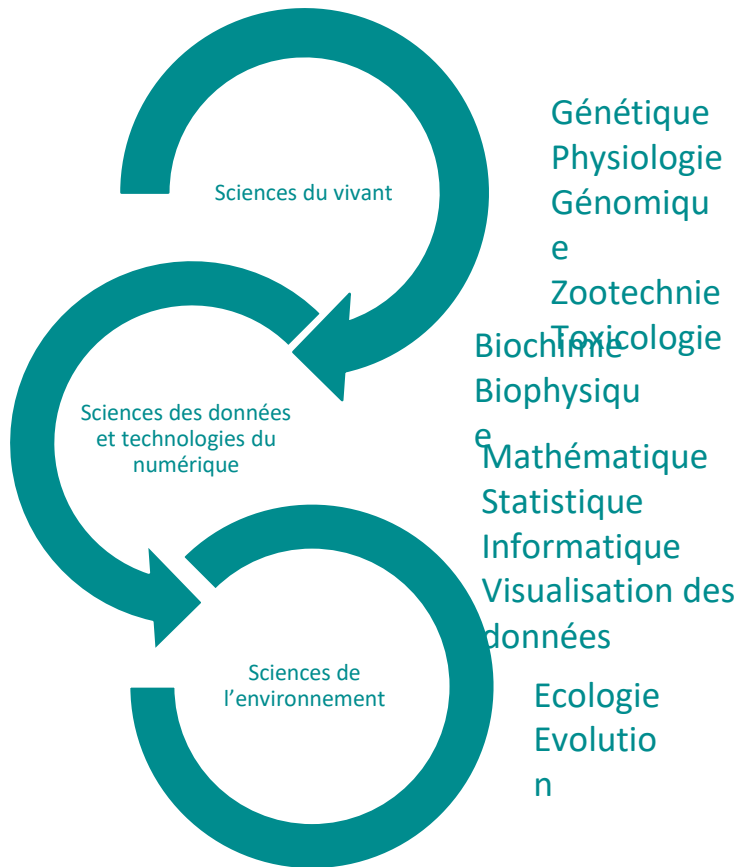 Sciences du vivant
Génétique
Physiologie
Génomiqu
e
Zootechnie
Toxicologie
Biochimie
Biophysiqu
e
Sciences des données
et technologies du
numérique
Mathématique
Statistique
Informatique
Visualisation des
données
Sciences de
l’environnement
Ecologie
Evolutio
n